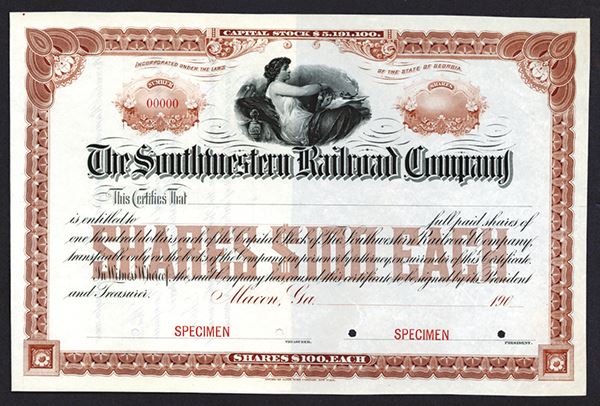 CAPITAL STOCK $5,191,100.
INCORPORATED UNDER THE LAWS
OF THE STATE OF GEORGIA.
NUMBER
00000
SHARES
The Southwestern Railroad Company
This Certifies That
is entitled to full paid shares of
one hundred dollars each of the Capital Stock of The Southwestern Railroad Company,
transferable only on the books of the Company in person or by attorney, on surrender of this Certificate.
In Witness Whereof, the said Company has caused this certificate to be signed by its President
and Treasurer. Macon, Ga. 190
SHARES $100 EACH
SPECIMEN
SPECIMEN
TREASURER.
PRESIDENT.
SHARES $100. EACH